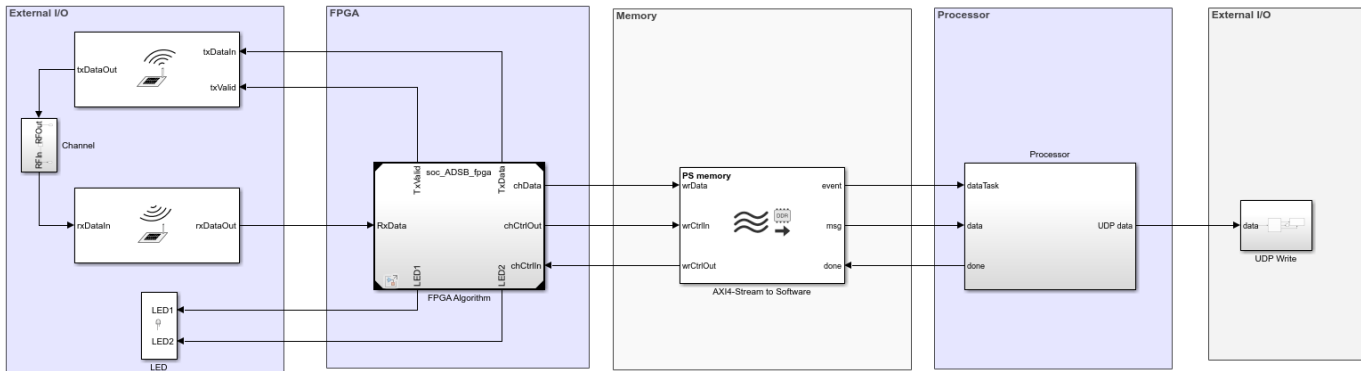 External I/O
FPGA
Memory
Processor
External I/O
txDataIn
txDataOut
txValid
RFOut
RFIn
Channel
rxDataIn
rxDataOut
LED1
LED2
LED
soc_ADSB_fpga
TxValid
TxData
chData
RxData
chCtrlOut
chCtrlIn
LED1
LED2
FPGA Algorithm
PS memory
wrData
event
wrCtrlIn
msg
wrCtrlOut
done
DDR
AXI4-Stream to Software
Processor
dataTask
data
UDP data
done
data
UDP Write